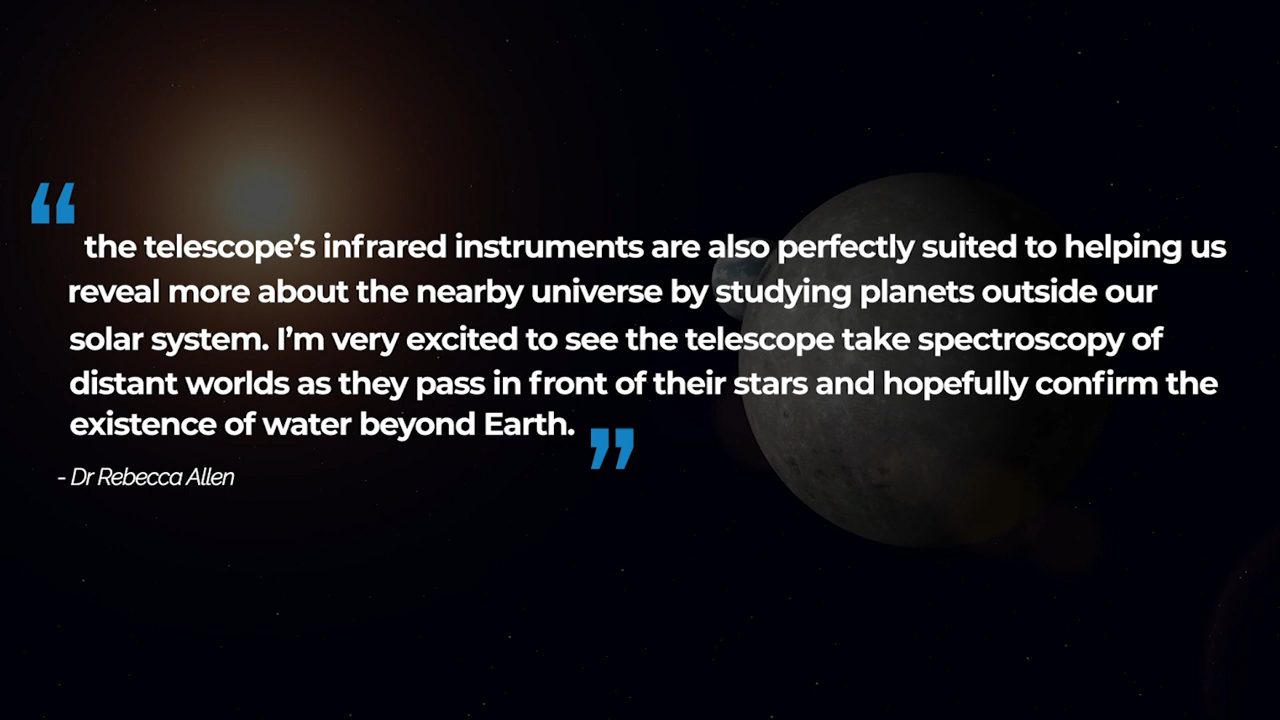 “ the telescope’s infrared instruments are also perfectly suited to helping us
reveal more about the nearby universe by studying planets outside our
solar system. I’m very excited to see the telescope take spectroscopy of
distant worlds as they pass in front of their stars and hopefully confirm the
existence of water beyond Earth. ”
- Dr Rebecca Allen